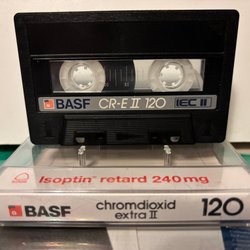 BASF CR-E II 120 IEC II
Isoptin® retard 240 mg
BASF chromdioxid extra II 120